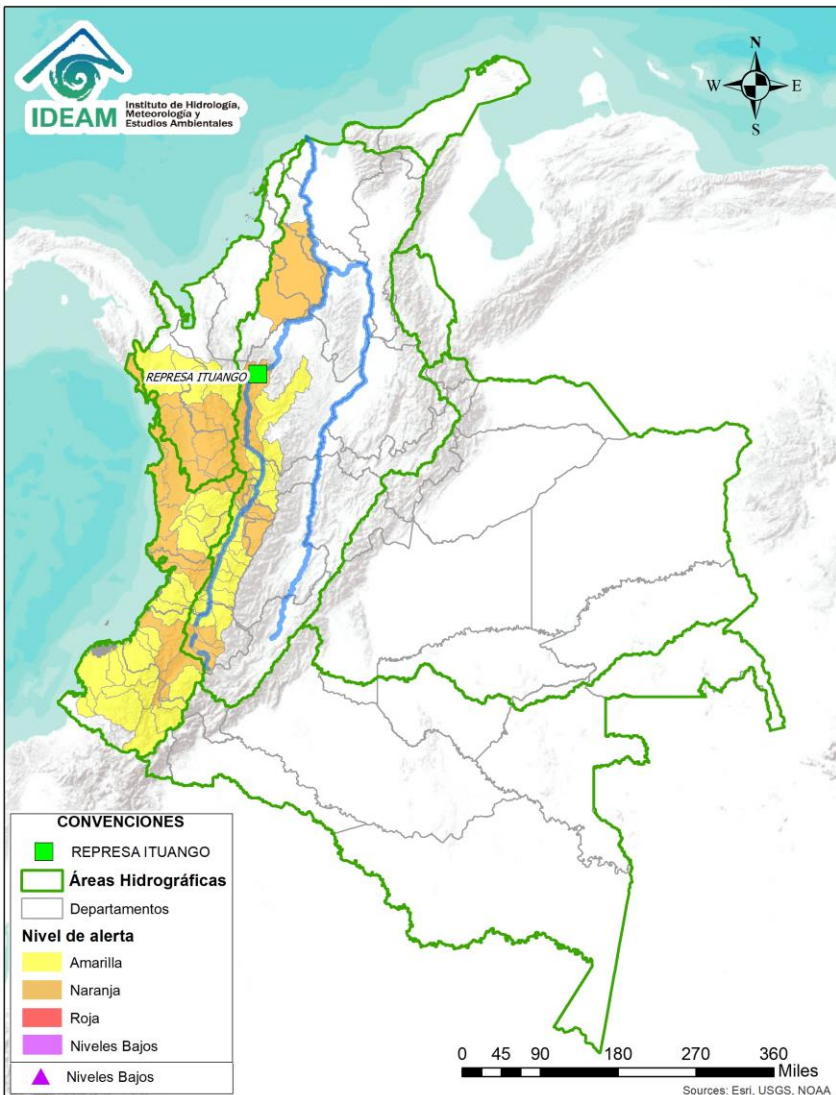 IDEAM
Instituto de Hidrología,
Meteorología y
Estudios Ambientales
N
W
E
S
REPRESA ITUANGO
CONVENCIONES
REPRESA ITUANGO
Áreas Hidrográficas
Departamentos
Nivel de alerta
Amarilla
Naranja
Roja
Niveles Bajos
Niveles Bajos
0 45 90 180 270 360
Miles
Sources: Esri, USGS, NOAA